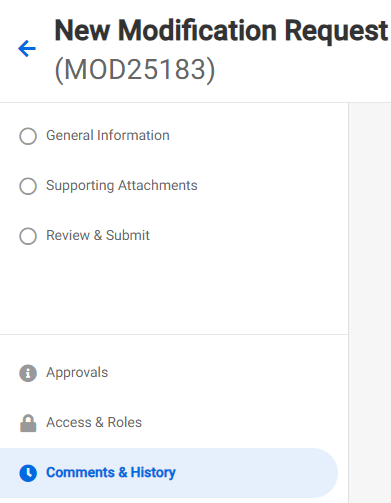 New Modification Request
(MOD25183)
General Information
Supporting Attachments
Review & Submit
Approvals
Access & Roles
Comments & History